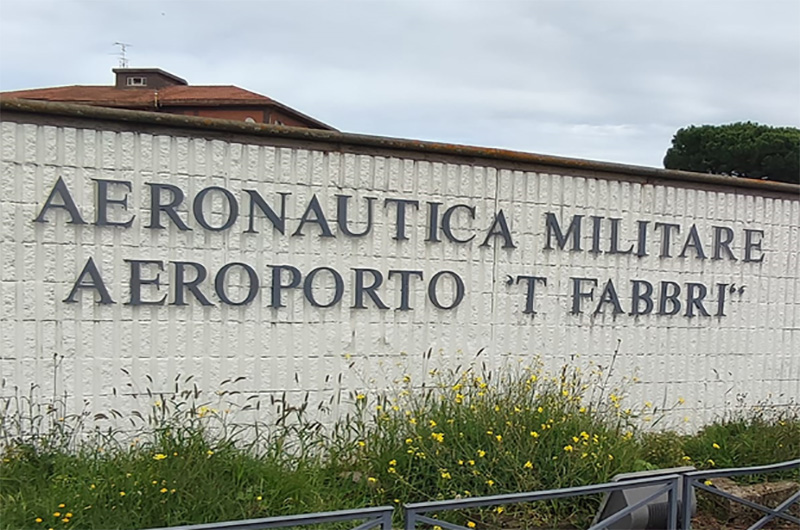 AERONAUTICA MILITARE
AEROPORTO "T FABBRI"